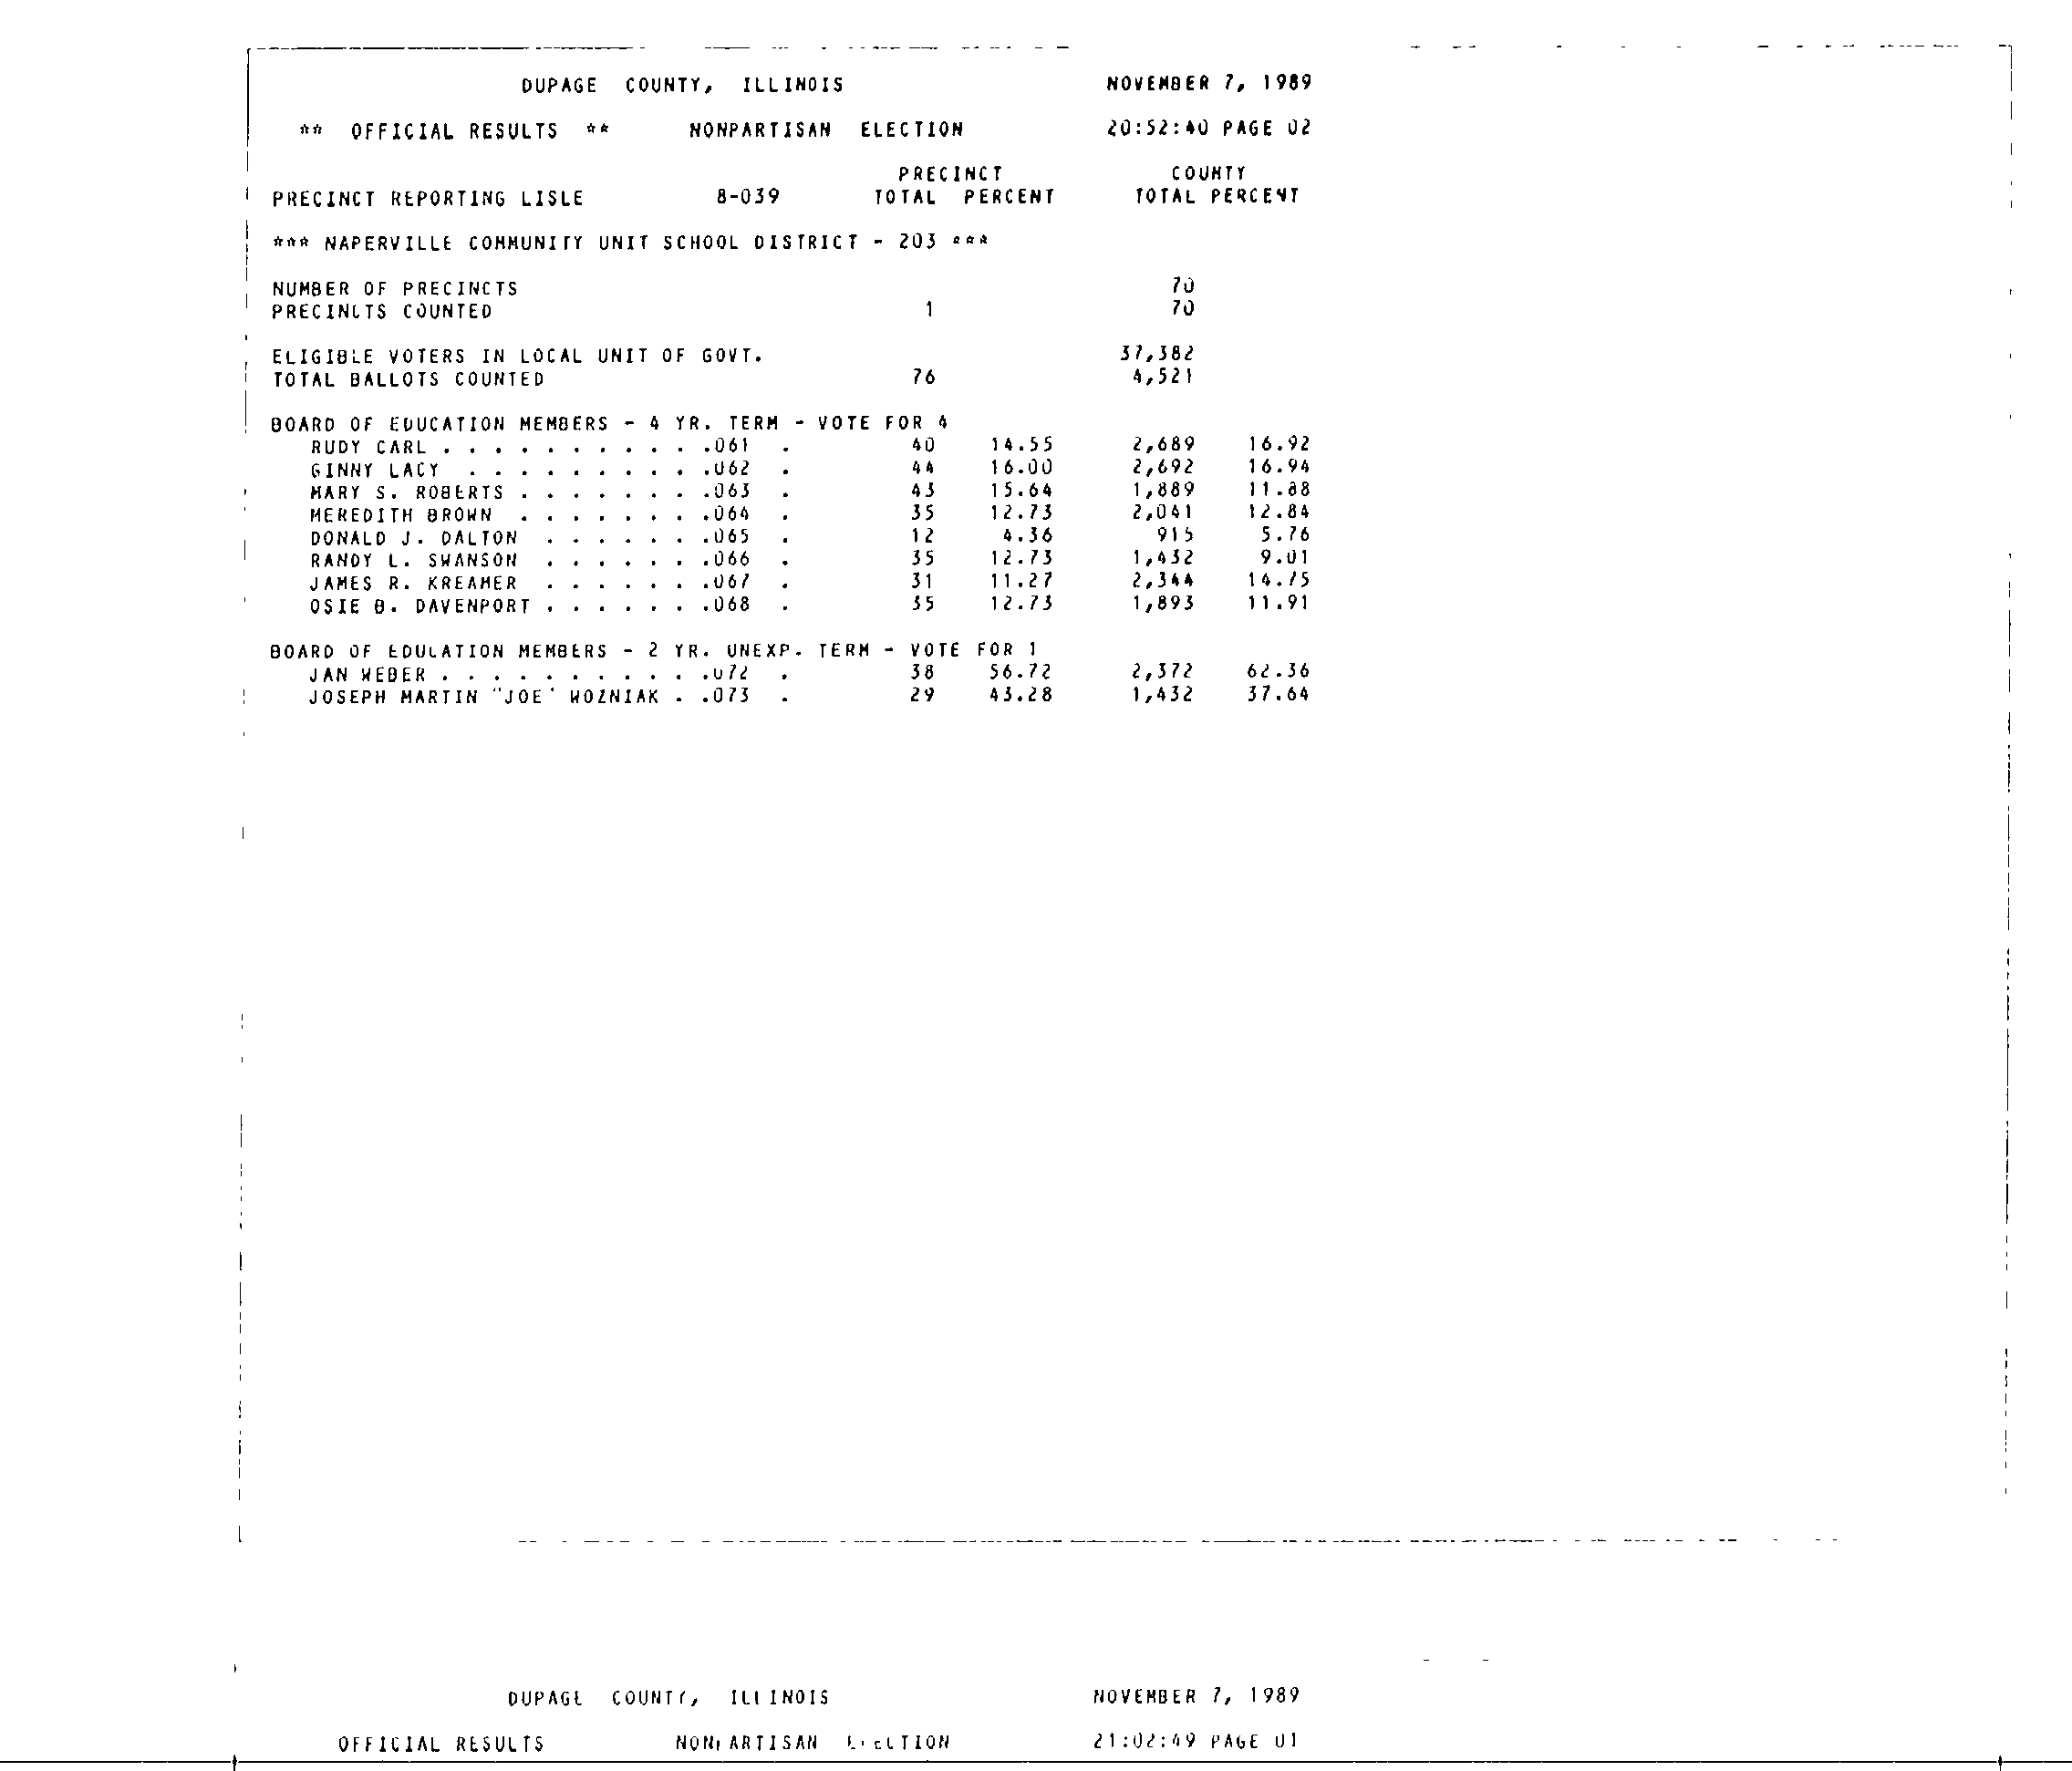 DUPAGE COUNTY, ILLINOIS NOVEMBER 7, 1989
** OFFICIAL RESULTS ** NONPARTISAN ELECTION 20:52:40 PAGE 02
PRECINCT COUNTY
PRECINCT REPORTING LISLE 8-039 TOTAL PERCENT TOTAL PERCENT
*** NAPERVILLE COMMUNITY UNIT SCHOOL DISTRICT - 203 ***
NUMBER OF PRECINCTS 70
PRECINCTS COUNTED 1 70
ELIGIBLE VOTERS IN LOCAL UNIT OF GOVT. 37,382
TOTAL BALLOTS COUNTED 76 4,521
BOARD OF EDUCATION MEMBERS - 4 YR. TERM - VOTE FOR 4
RUDY CARL . . . . . . . . . . .061 . 40 14.55 2,689 16.92
GINNY LACY . . . . . . . . . .062 . 44 16.00 2,692 16.94
MARY S. ROBERTS . . . . . . . .063 . 43 15.64 1,889 11.88
MEREDITH BROWN . . . . . . . .064 . 35 12.73 2,041 12.84
DONALD J. DALTON . . . . . . .065 . 12 4.36 915 5.76
RANDY L. SWANSON . . . . . . .066 . 35 12.73 1,432 9.01
JAMES R. KREAMER . . . . . . .067 . 31 11.27 2,344 14.75
OSIE B. DAVENPORT . . . . . . .068 . 35 12.73 1,893 11.91
BOARD OF EDUCATION MEMBERS - 2 YR. UNEXP. TERM - VOTE FOR 1
JAN WEBER . . . . . . . . . . .072 . 38 56.72 2,372 62.36
JOSEPH MARTIN "JOE" WOZNIAK . .073 . 29 43.28 1,432 37.64
DUPAGE COUNTY, ILLINOIS NOVEMBER 7, 1989
OFFICIAL RESULTS NONPARTISAN ELECTION 21:02:49 PAGE 01